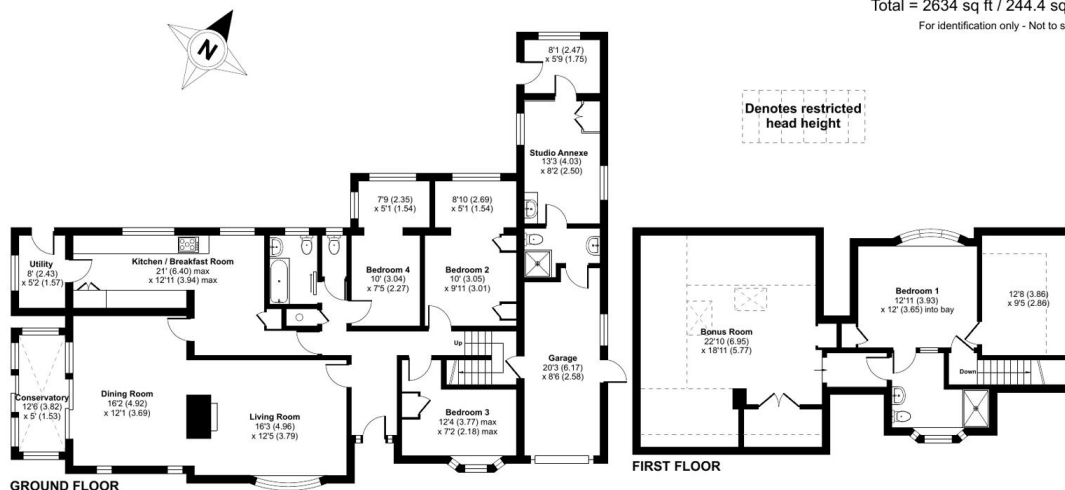 Total = 2634 sq ft / 244.4 sq
For identification only - Not to s
N
8'1 (2.47)
x 5'9 (1.75)
Denotes restricted
head height
Studio Annexe
13'3 (4.03)
x 8'2 (2.50)
7'9 (2.35)
x 5'1 (1.54)
8'10 (2.69)
x 5'1 (1.54)
Utility
8' (2.43)
x 5'2 (1.57)
Kitchen / Breakfast Room
21' (6.40) max
x 12'11 (3.94) max
Bedroom 4
10' (3.04)
x 7'5 (2.27)
Bedroom 2
10' (3.05)
x 9'11 (3.01)
Up
Garage
20'3 (6.17)
x 8'6 (2.58)
Conservatory
12'6 (3.82)
x 5' (1.53)
Dining Room
16'2 (4.92)
x 12'1 (3.69)
Living Room
16'3 (4.96)
x 12'5 (3.79)
Bedroom 3
12'4 (3.77) max
x 7'2 (2.18) max
GROUND FLOOR
Bedroom 1
12'11 (3.93)
x 12' (3.65) into bay
12'8 (3.86)
x 9'5 (2.86)
Bonus Room
22'10 (6.95)
x 18'11 (5.77)
Down
FIRST FLOOR